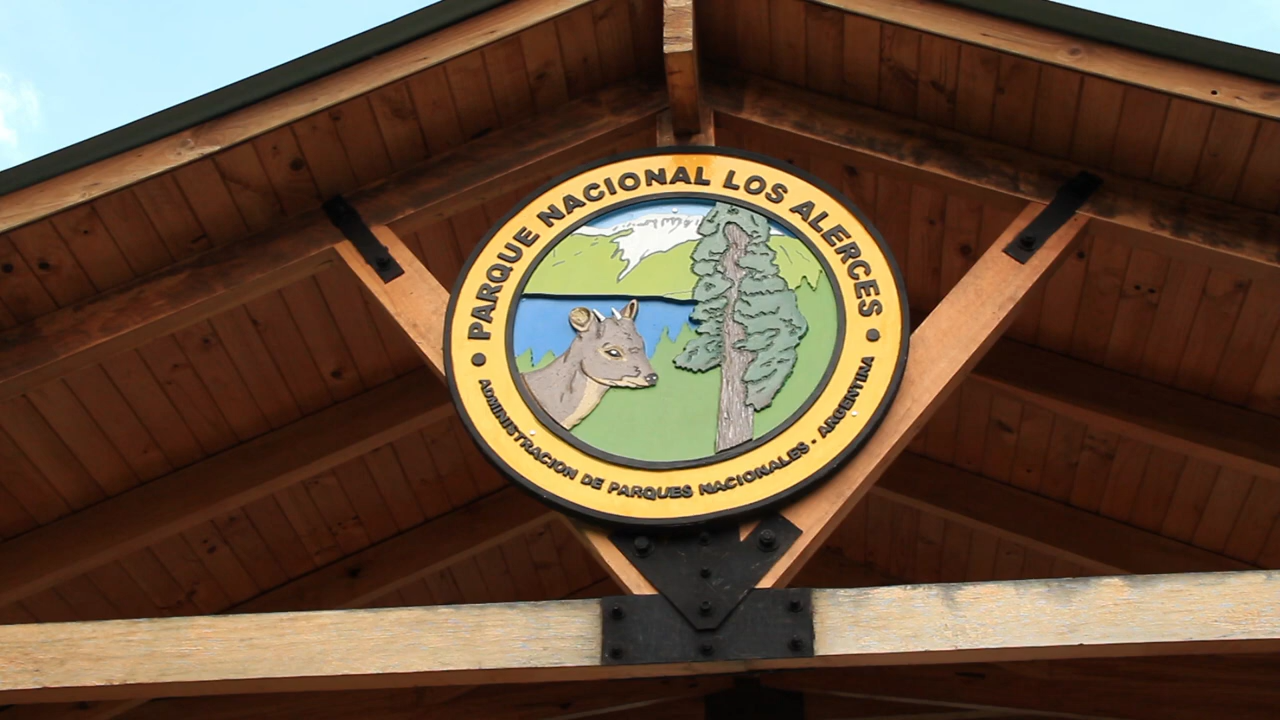 PARQUE NACIONAL LOS ALERCES
ADMINISTRACION DE PARQUES NACIONALES - ARGENTINA